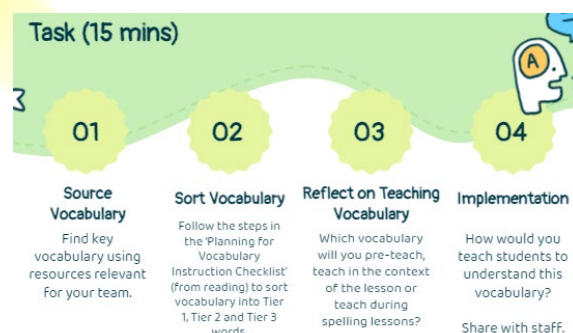 Task (15 mins)
01
Source
Vocabulary
Find key
vocabulary using
resources relevant
for your team.
02
Sort Vocabulary
Follow the steps in
the 'Planning for
Vocabulary
Instruction Checklist'
(from reading) to sort
vocabulary into Tier
1, Tier 2 and Tier 3
words.
03
Reflect on Teaching
Vocabulary
Which vocabulary
will you pre-teach,
teach in the context
of the lesson or
teach during
spelling lessons?
04
Implementation
How would you
teach students to
understand this
vocabulary?
Share with staff.
A